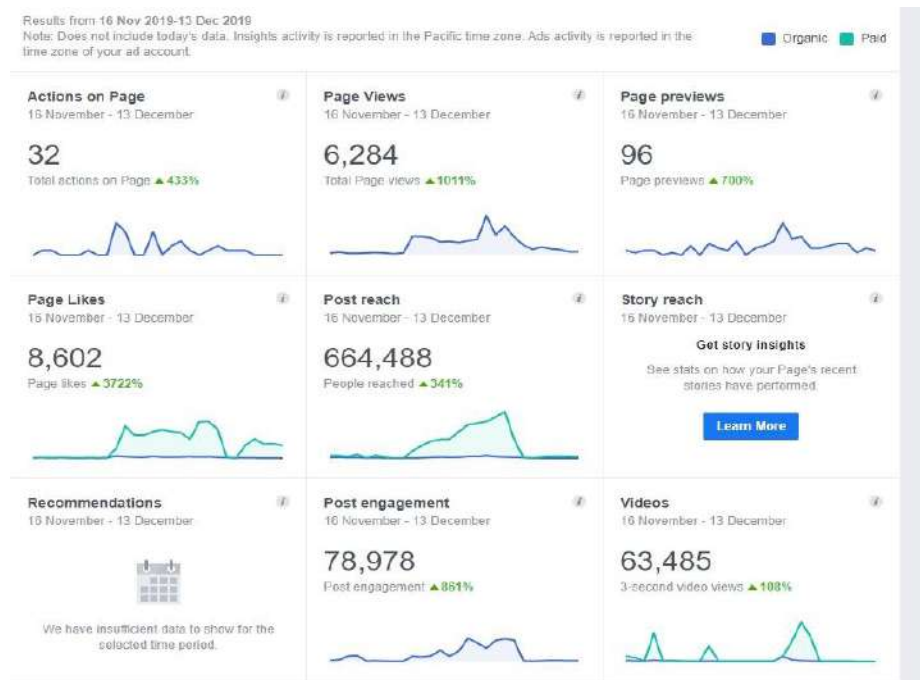 Results from 16 Nov 2019-13 Dec 2019
Note: Does not include today's data. Insights activity is reported in the Pacific time zone. Ads activity is reported in the
time zone of your ad account.
Organic Paid
Actions on Page
16 November - 13 December
32
Total actions on Page ▲ 433%
Page Views
16 November - 13 December
6,284
Total Page views ▲ 1011%
Page previews
16 November - 13 December
96
Page previews ▲ 700%
Page Likes
16 November - 13 December
8,602
Page likes ▲ 3722%
Post reach
16 November - 13 December
664,488
People reached ▲ 341%
Story reach
16 November - 13 December
Get story insights
See stats on how your Page's recent
stories have performed.
Learn More
Recommendations
16 November - 13 December
We have insufficient data to show for the
selected time period.
Post engagement
16 November - 13 December
78,978
Post engagement ▲ 861%
Videos
16 November - 13 December
63,485
3-second video views ▲ 108%